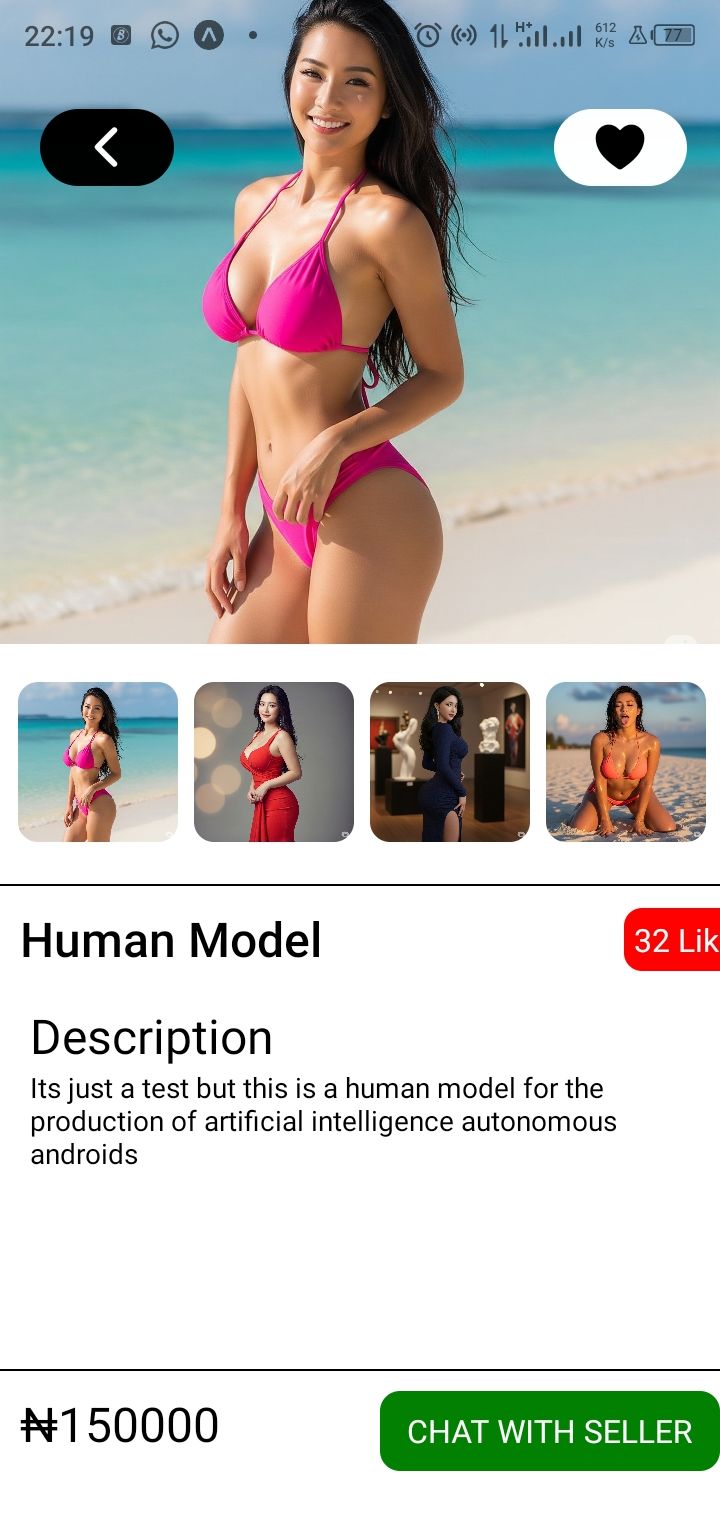 22:19
H+
612
K/s
77
Human Model
32 Lik
Description
Its just a test but this is a human model for the
production of artificial intelligence autonomous
androids
₦150000
CHAT WITH SELLER